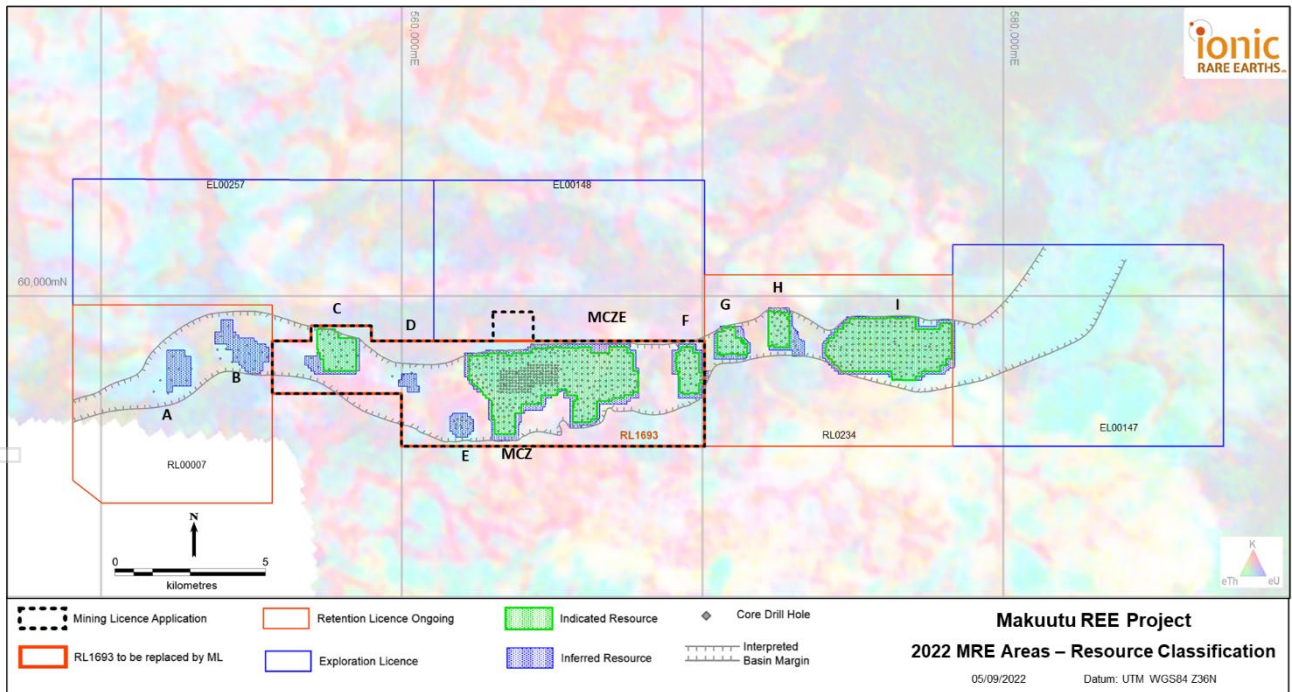 560,000mE
580,000mE
ionic
RARE EARTHS
EL00257
EL00148
60,000mN
C
D
MCZE
F
G
H
I
A
B
E
MCZ
RL1693
RL0234
EL00147
RL00007
N
0
5
kilometres
K
eTh
eU
Mining Licence Application
Retention Licence Ongoing
Indicated Resource
Core Drill Hole
RL1693 to be replaced by ML
Exploration Licence
Inferred Resource
Interpreted
Basin Margin
Makuutu REE Project
2022 MRE Areas – Resource Classification
05/09/2022
Datum: UTM WGS84 Z36N